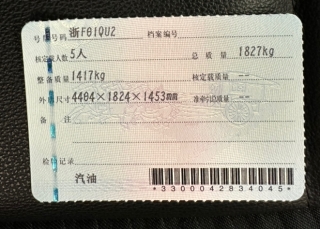 号牌号码 浙F01QU2 档案编号
核定载人数 5人 总质量 1827kg
整备质量 1417kg 核定载质量 --
外廓尺寸 4404×1824×1453mm 准牵引总质量 --
备注
检验记录
汽油
*3300042834045*